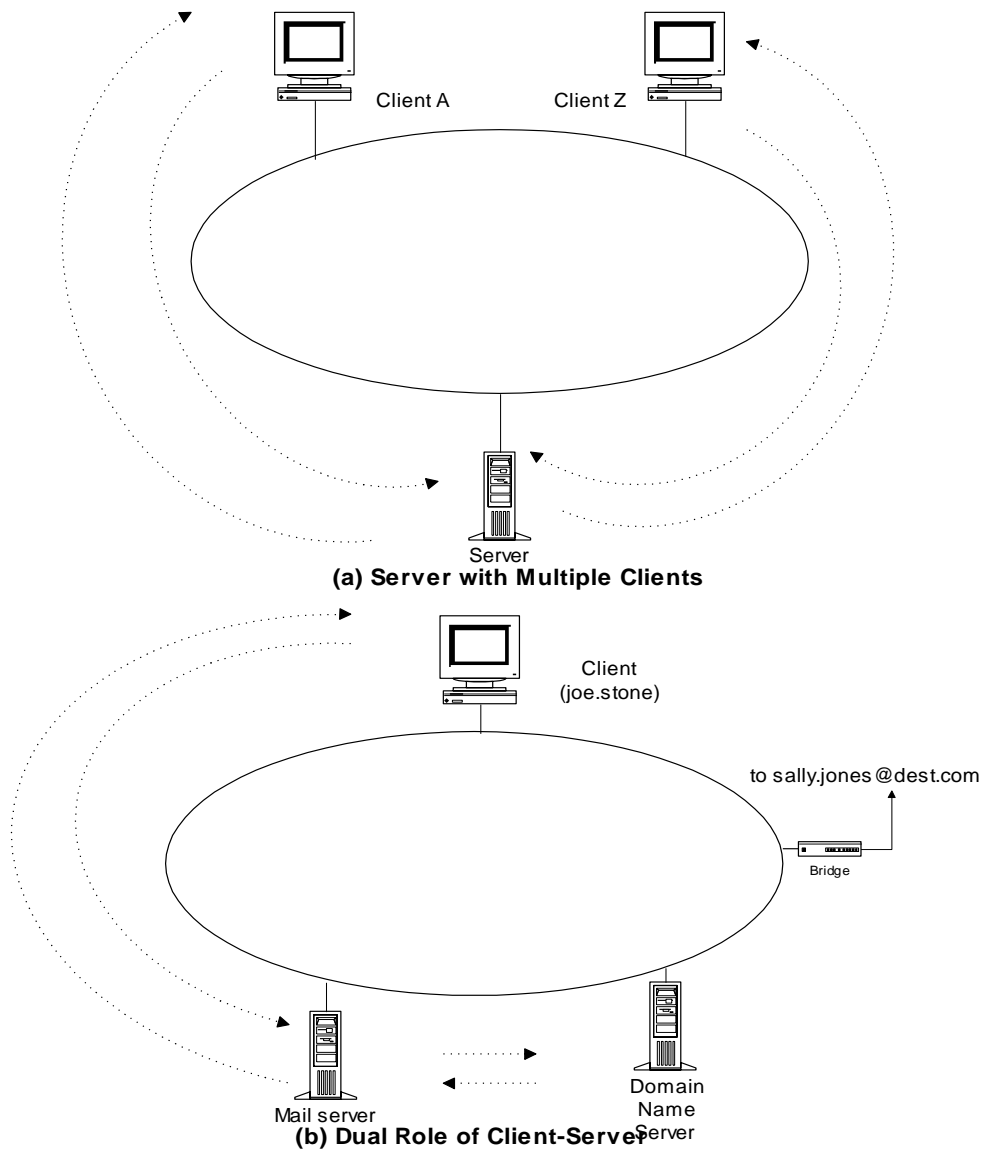 Client A
Client Z
Server
(a) Server with Multiple Clients
Client
(joe.stone)
to sally.jones@dest.com
Bridge
Mail server
Domain
Name
Server
(b) Dual Role of Client-Server